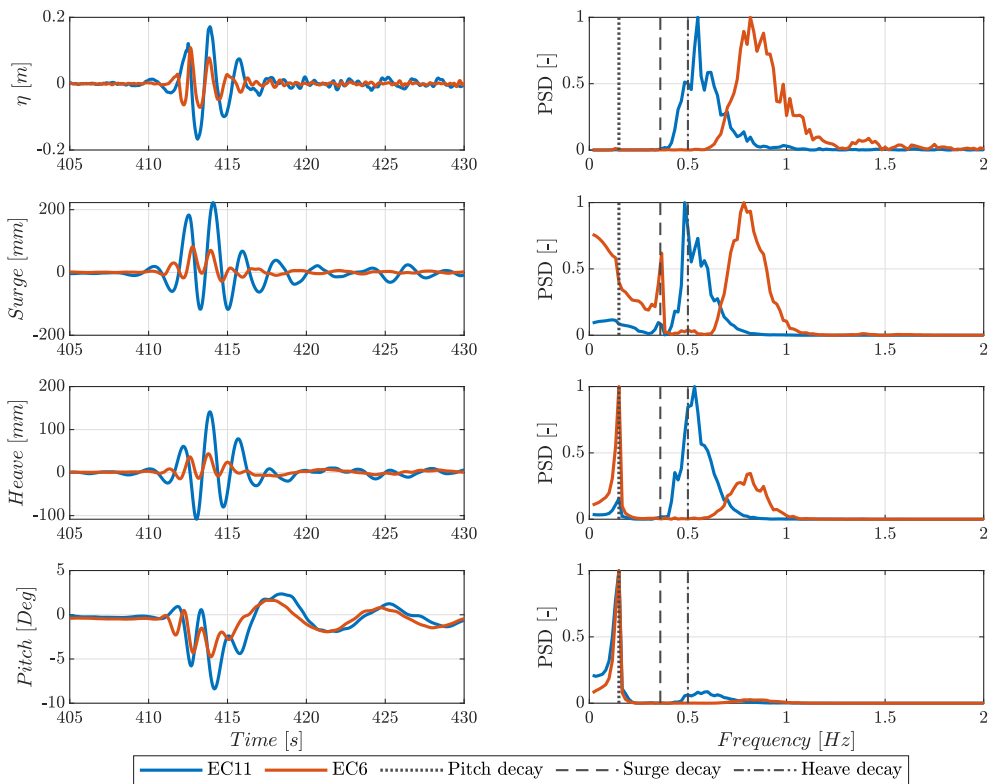 0.2
0
-0.2
η [m]
405 410 415 420 425 430
1
0.5
0
PSD [-]
0 0.5 1 1.5 2
200
0
-200
Surge [mm]
405 410 415 420 425 430
1
0.5
0
PSD [-]
0 0.5 1 1.5 2
200
100
0
-100
Heave [mm]
405 410 415 420 425 430
1
0.5
0
PSD [-]
0 0.5 1 1.5 2
5
0
-5
-10
Pitch [Deg]
405 410 415 420 425 430
Time [s]
1
0.5
0
PSD [-]
0 0.5 1 1.5 2
Frequency [Hz]
EC11 EC6 Pitch decay Surge decay Heave decay